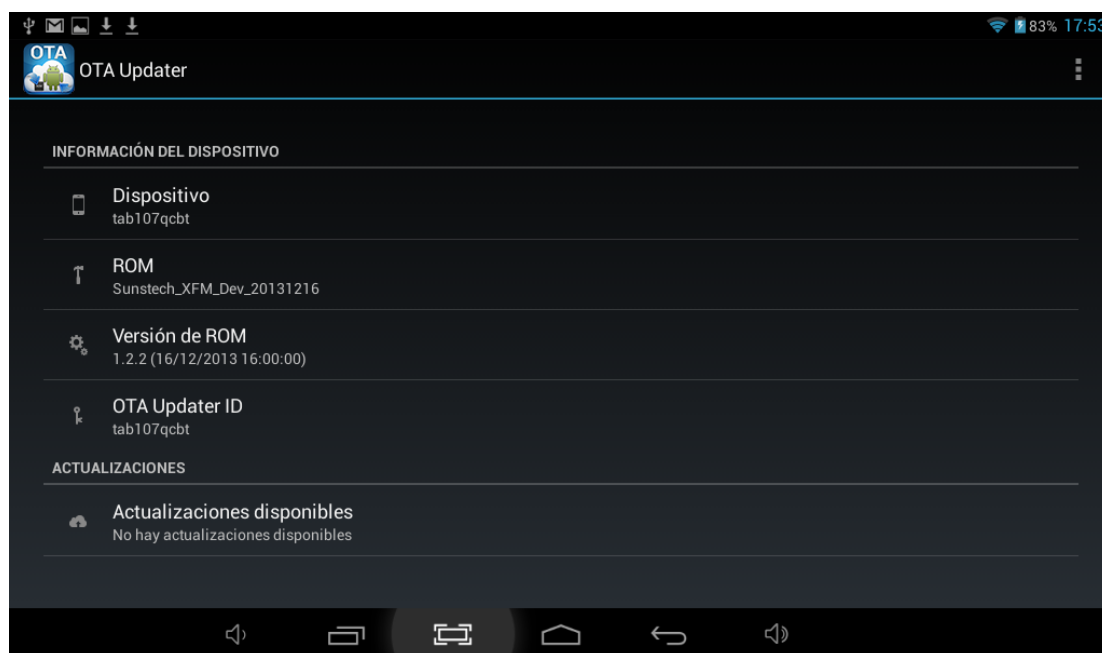 83% 17:53
OTA
OTA Updater
INFORMACIÓN DEL DISPOSITIVO
Dispositivo
tab107qcbt
ROM
Sunstech_XFM_Dev_20131216
Versión de ROM
1.2.2 (16/12/2013 16:00:00)
OTA Updater ID
tab107qcbt
ACTUALIZACIONES
Actualizaciones disponibles
No hay actualizaciones disponibles